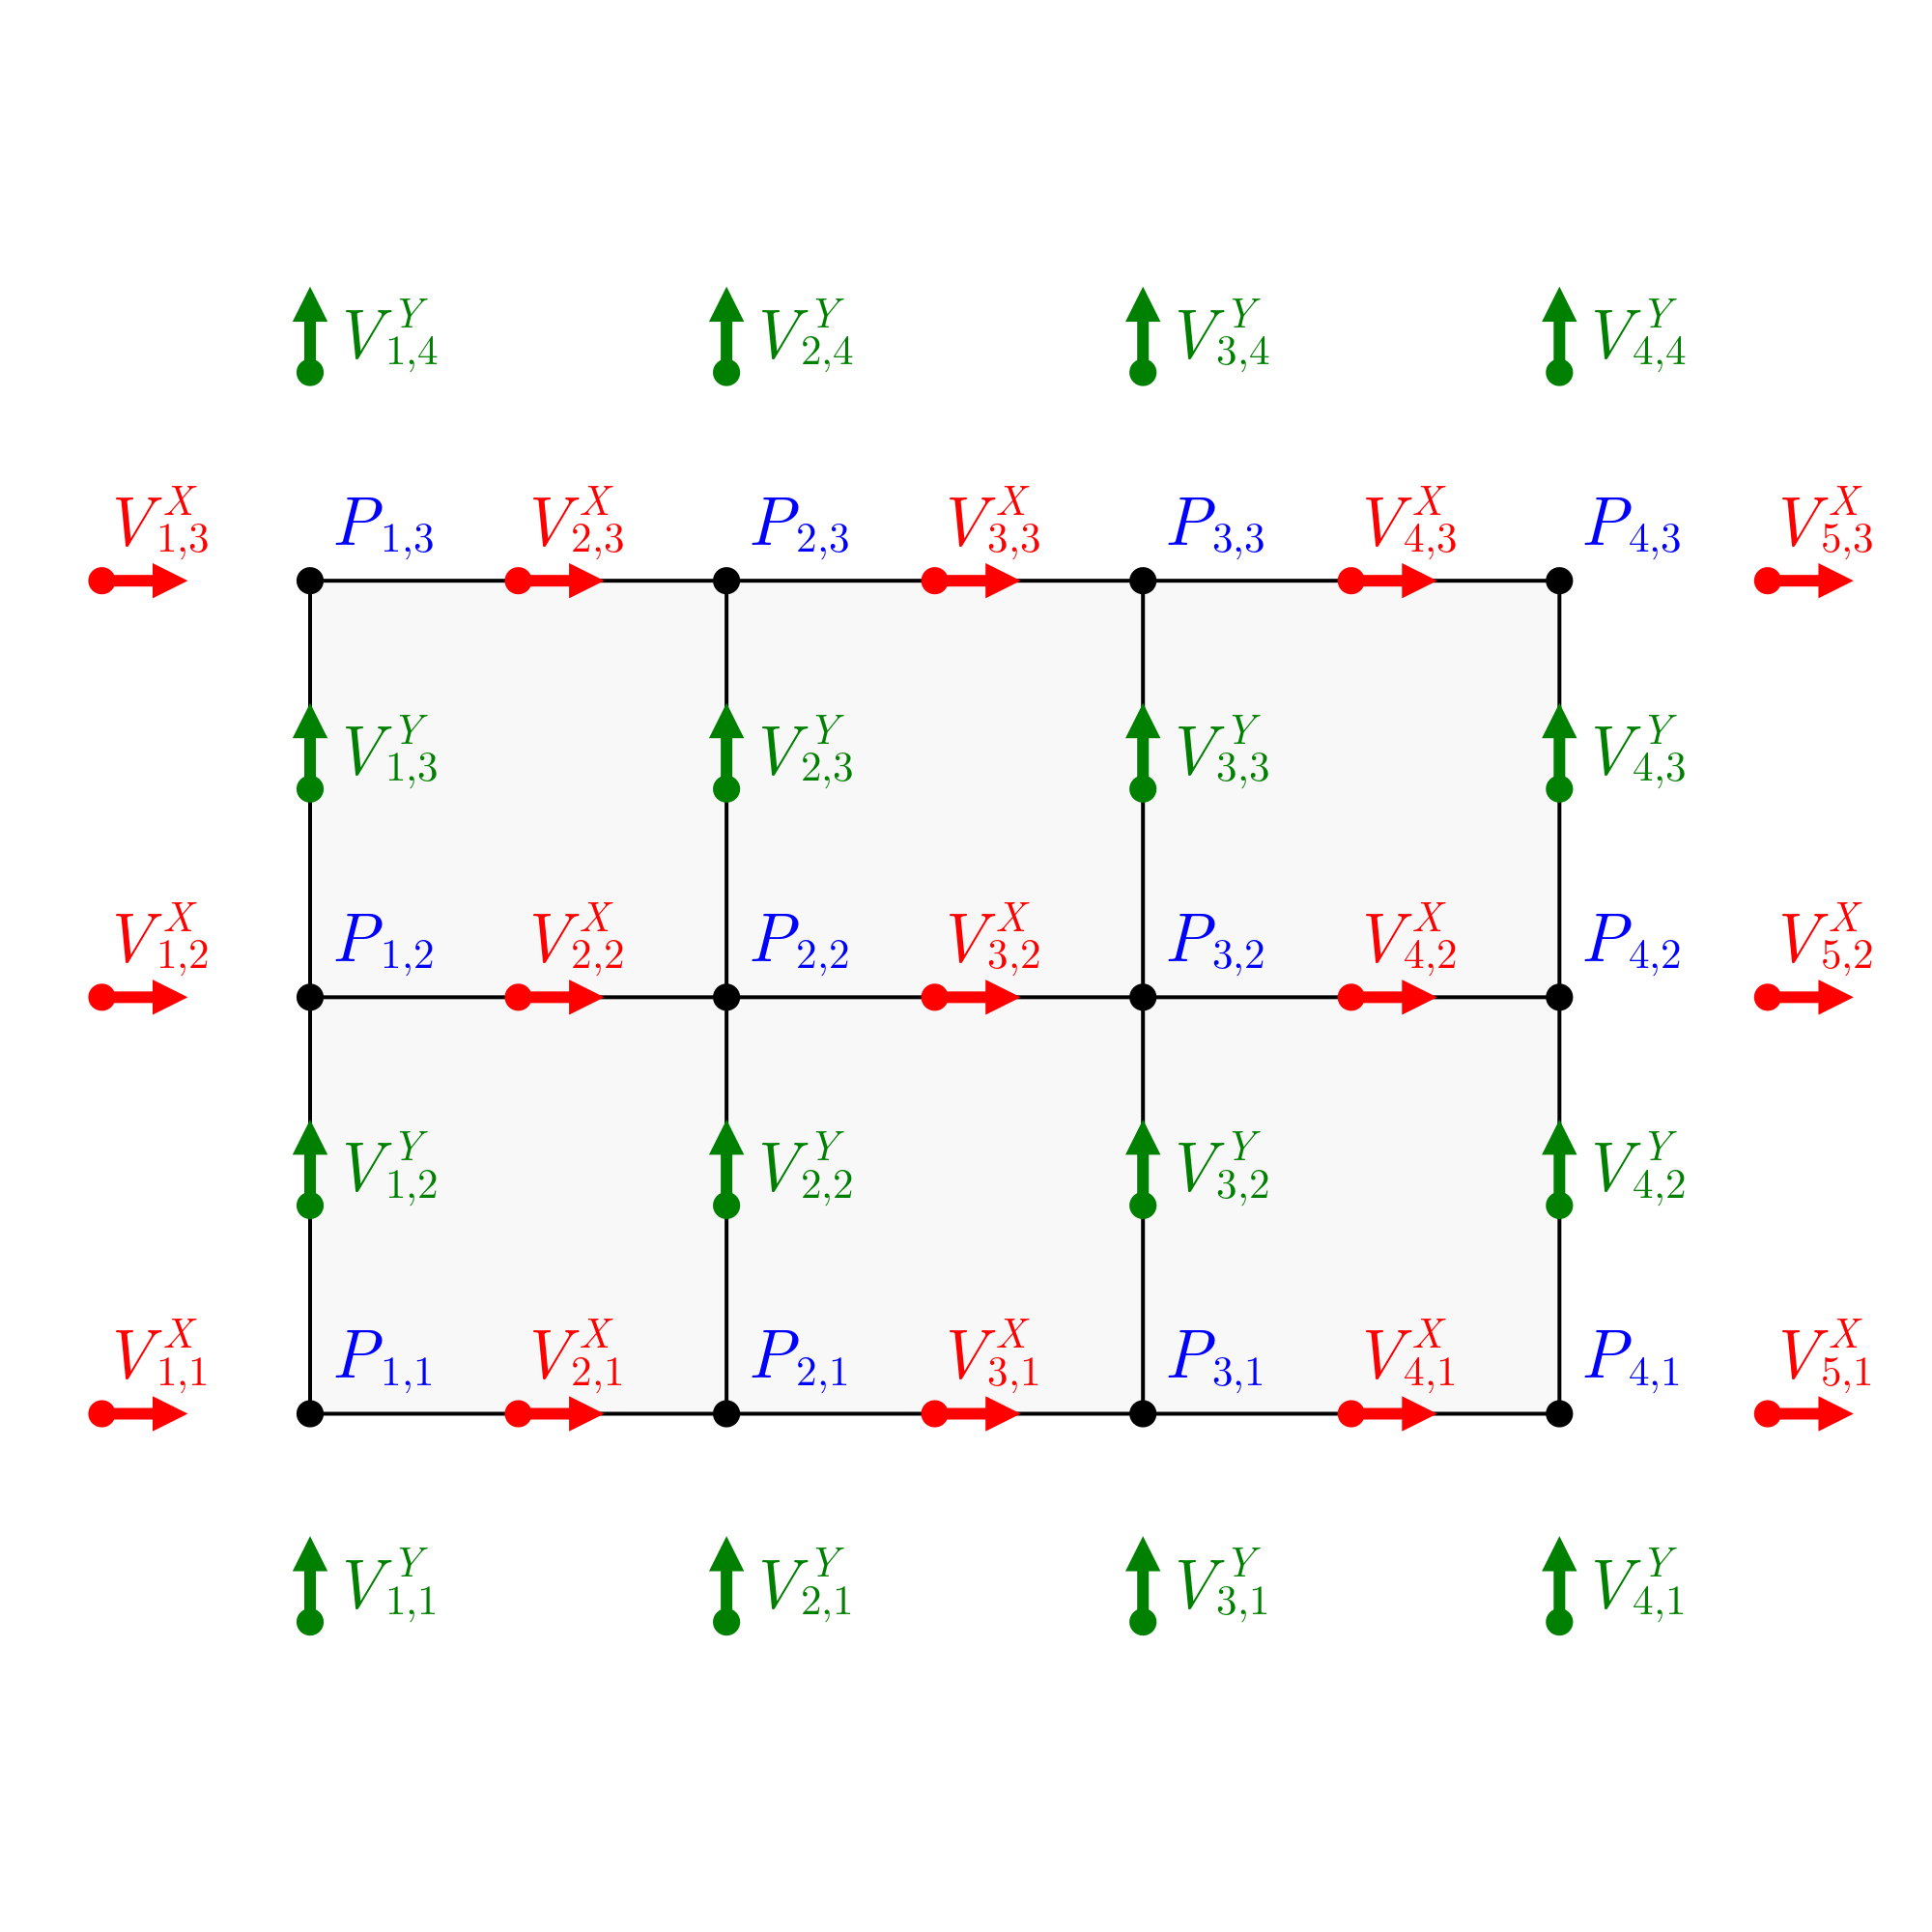 V^Y_{1,4} V^Y_{2,4} V^Y_{3,4} V^Y_{4,4}
V^X_{1,3} P_{1,3} V^X_{2,3} P_{2,3} V^X_{3,3} P_{3,3} V^X_{4,3} P_{4,3} V^X_{5,3}
V^Y_{1,3} V^Y_{2,3} V^Y_{3,3} V^Y_{4,3}
V^X_{1,2} P_{1,2} V^X_{2,2} P_{2,2} V^X_{3,2} P_{3,2} V^X_{4,2} P_{4,2} V^X_{5,2}
V^Y_{1,2} V^Y_{2,2} V^Y_{3,2} V^Y_{4,2}
V^X_{1,1} P_{1,1} V^X_{2,1} P_{2,1} V^X_{3,1} P_{3,1} V^X_{4,1} P_{4,1} V^X_{5,1}
V^Y_{1,1} V^Y_{2,1} V^Y_{3,1} V^Y_{4,1}